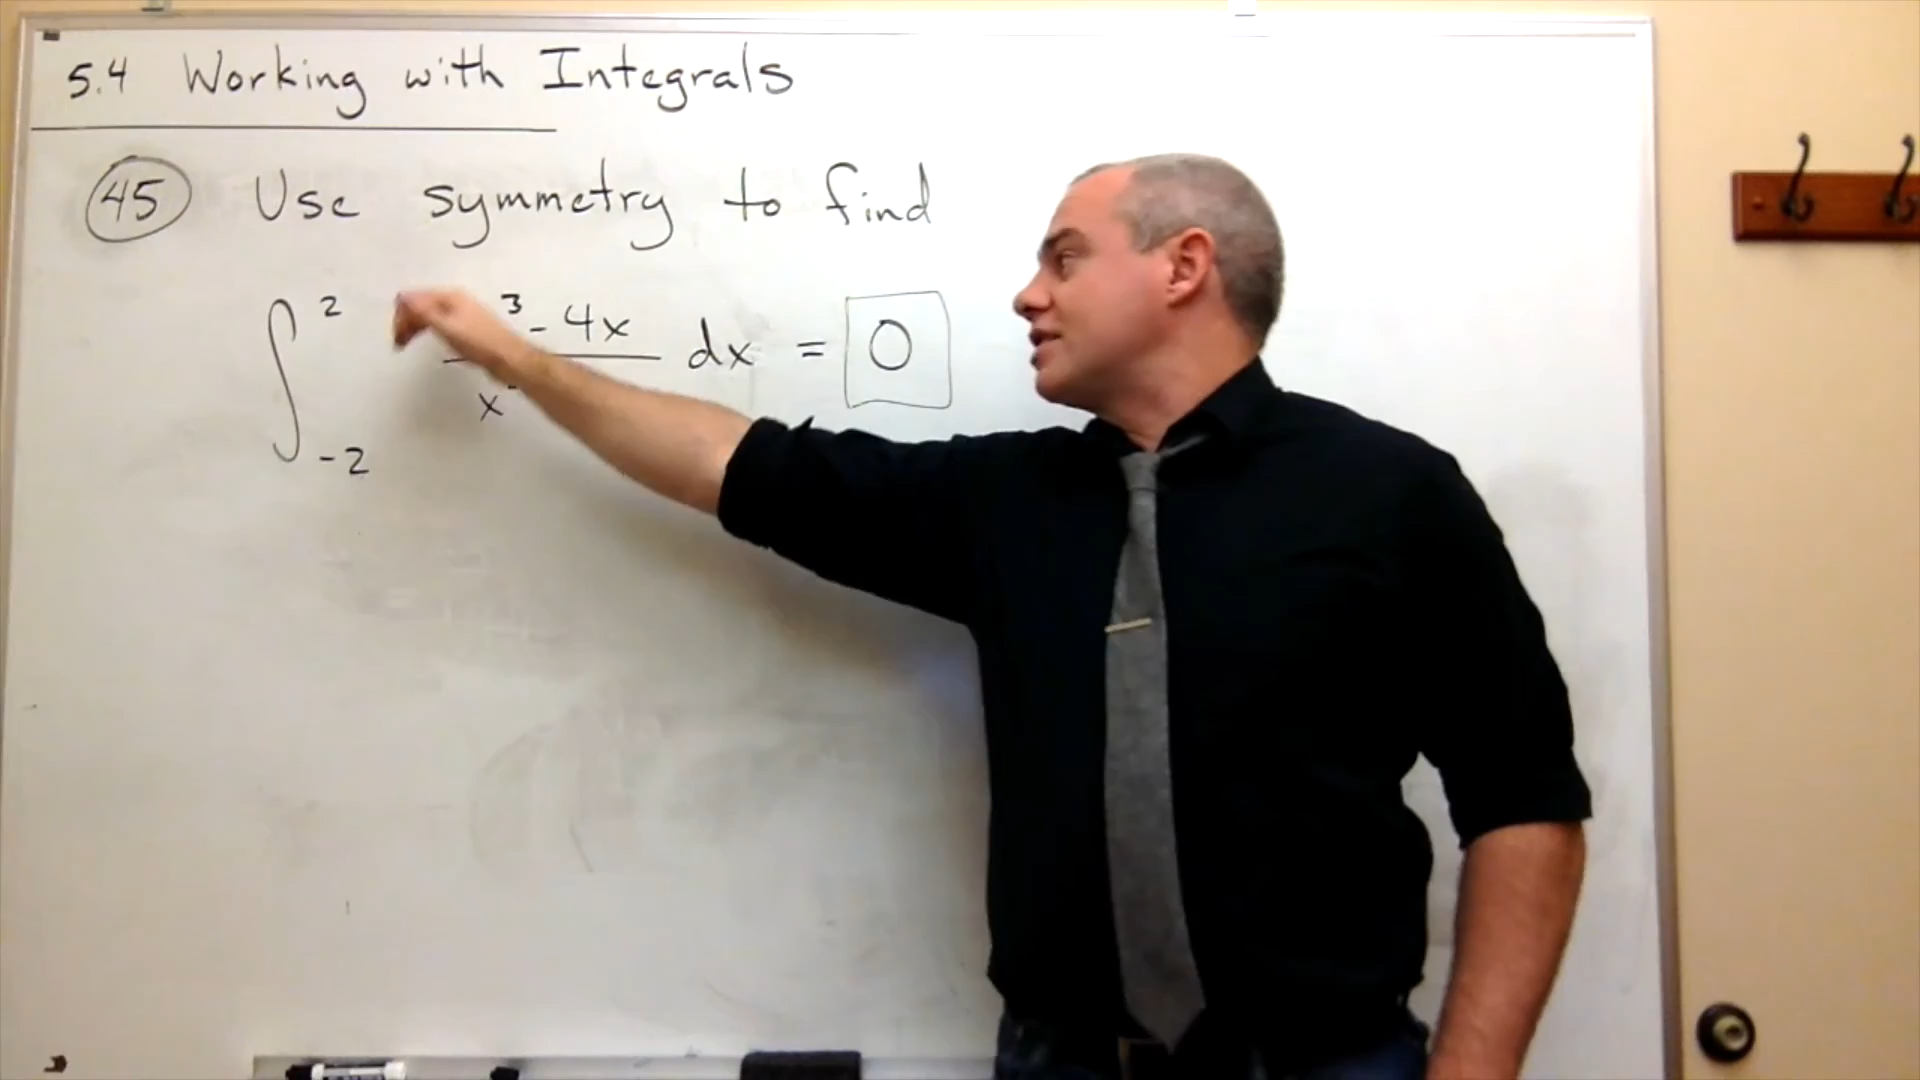 5.4 Working with Integrals
45 Use symmetry to find
∫ 2 3 - 4x dx = 0
x
-2